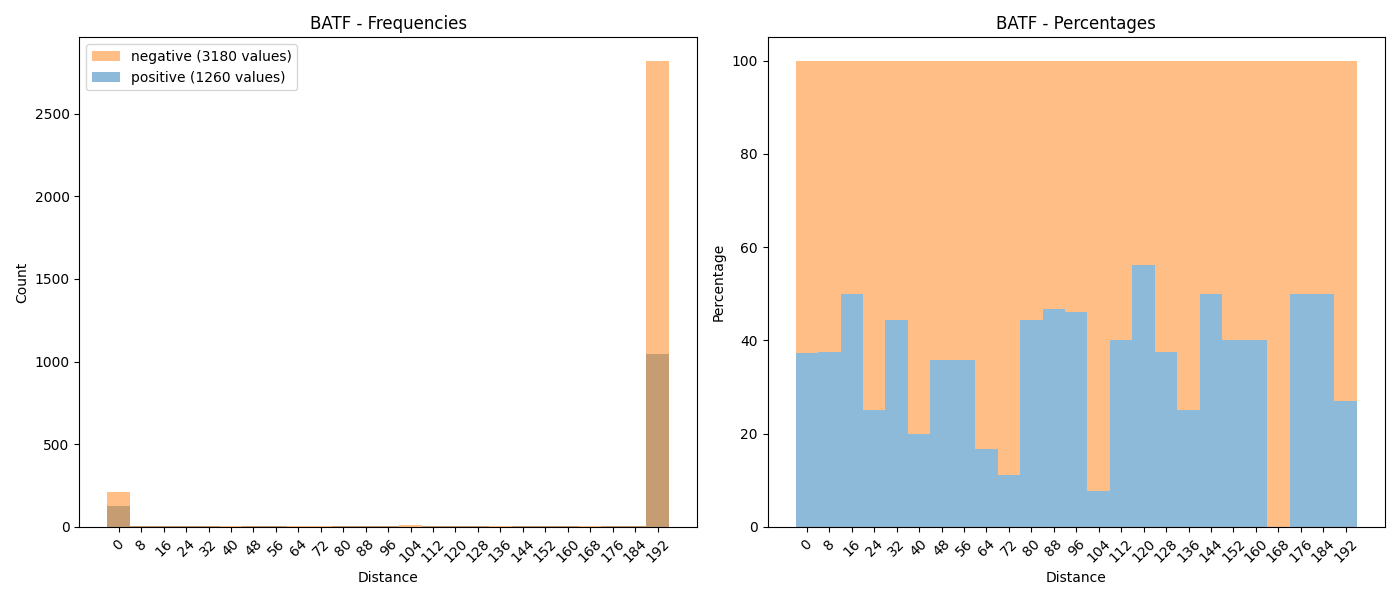 BATF - Frequencies
negative (3180 values)
positive (1260 values)
Count
2500
2000
1500
1000
500
0
0 8 16 24 32 40 48 56 64 72 80 88 96 104 112 120 128 136 144 152 160 168 176 184 192
Distance
BATF - Percentages
Percentage
100
80
60
40
20
0
0 8 16 24 32 40 48 56 64 72 80 88 96 104 112 120 128 136 144 152 160 168 176 184 192
Distance